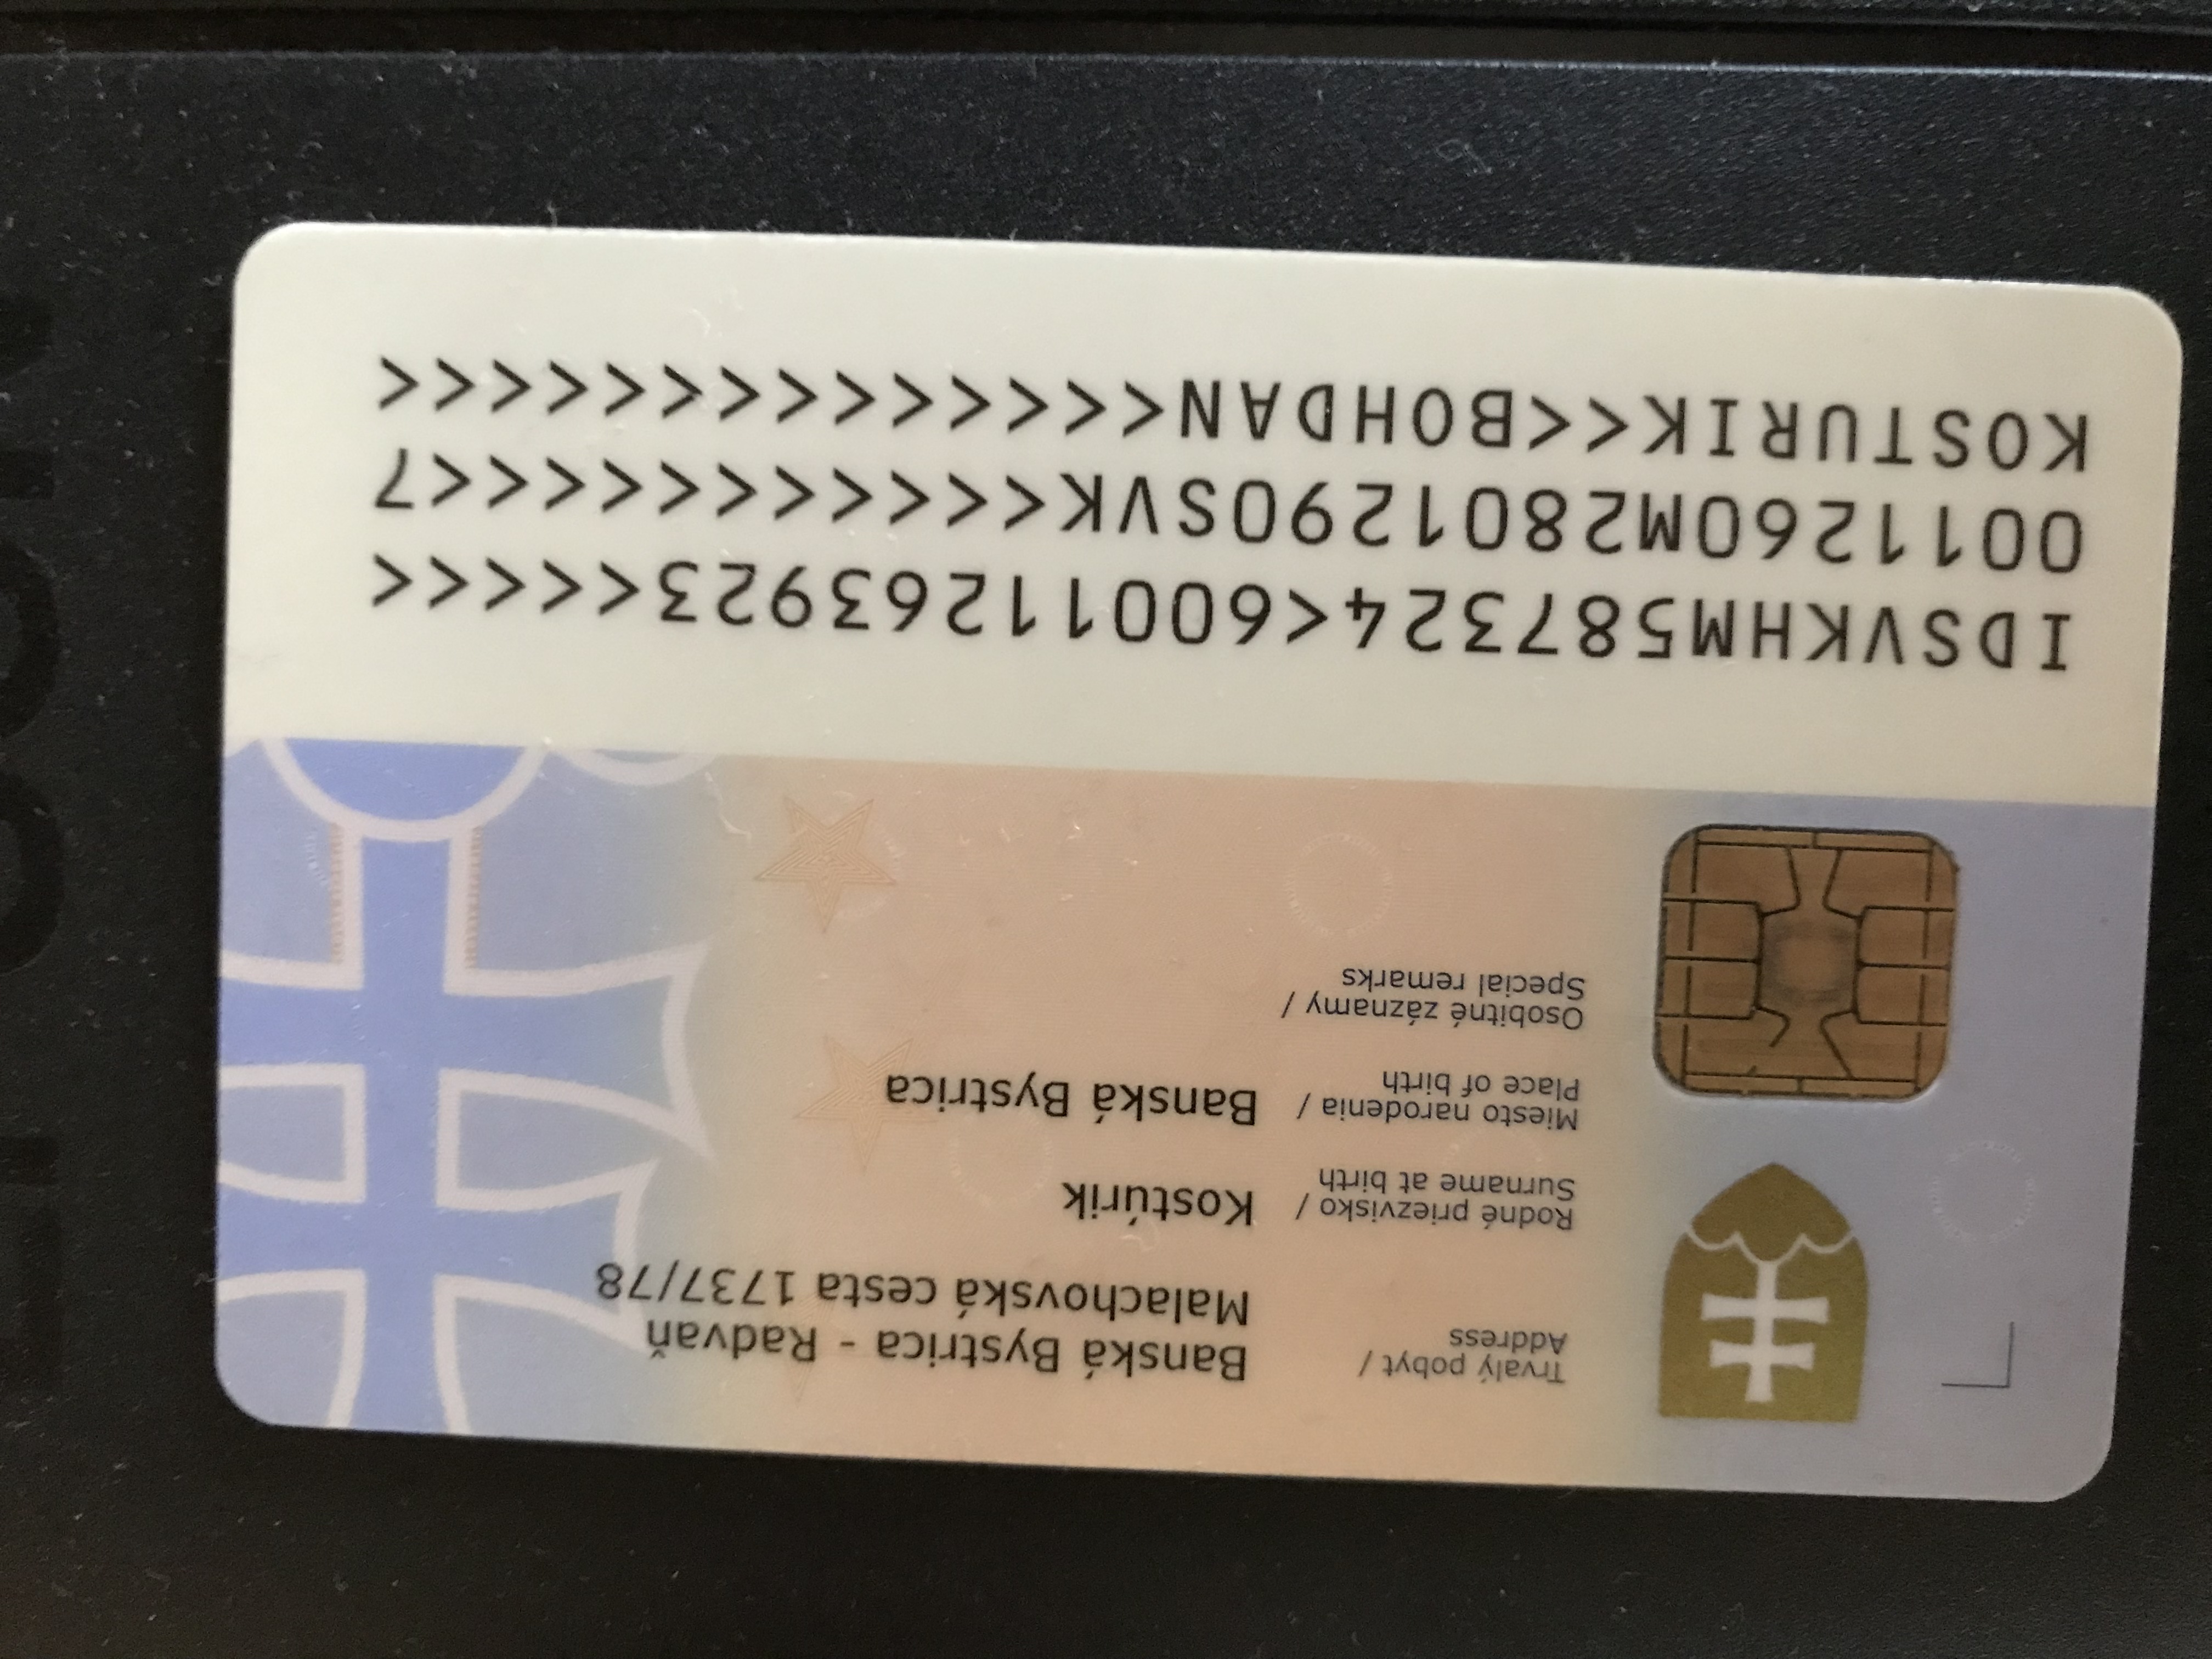 Trvalý pobyt / Banská Bystrica - Radvaň
Address Malachovská cesta 1737/78
Rodné priezvisko / Kostúrik
Surname at birth
Miesto narodenia / Banská Bystrica
Place of birth
Osobitné záznamy /
Special remarks
IDSVKHM587324<60011263923<<<<<
0011260M2801290SVK<<<<<<<<<<<7
KOSTURIK<<BOHDAN<<<<<<<<<<<<<<